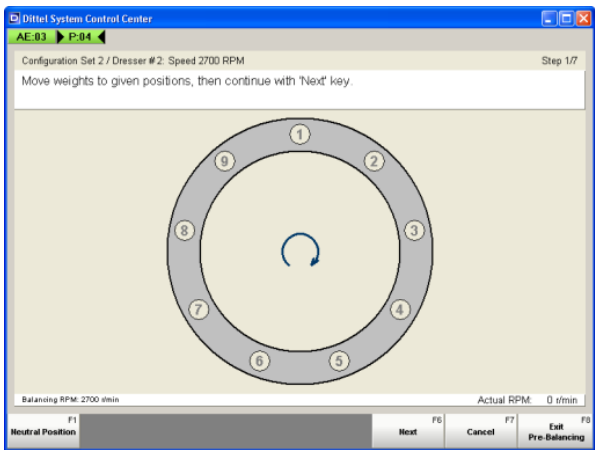 Dittel System Control Center
AE:03 P:04
Configuration Set 2 / Dresser # 2: Speed 2700 RPM Step 1/7
Move weights to given positions, then continue with 'Next' key.
1
9 2
8 3
7 4
6 5
Balancing RPM: 2700 r/min Actual RPM: 0 r/min
F1 F6 F7 F8
Neutral Position Next Cancel Exit
Pre-Balancing